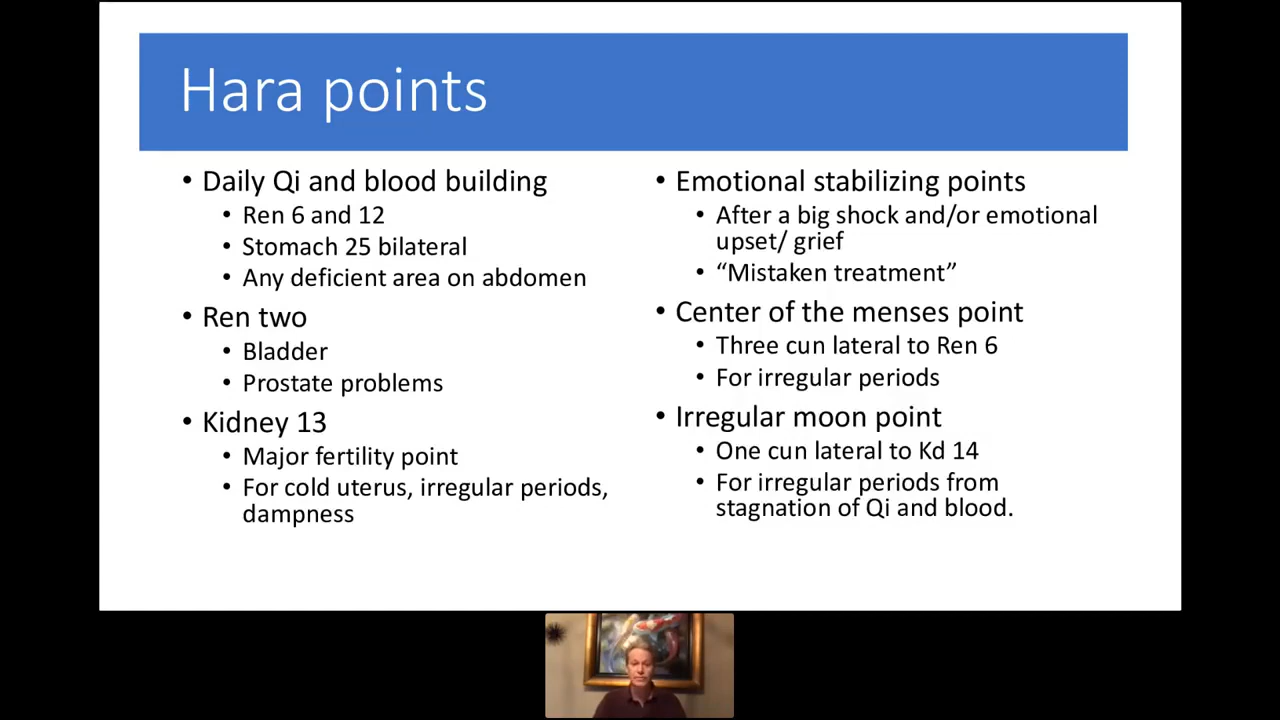 Hara points
• Daily Qi and blood building
• Ren 6 and 12
• Stomach 25 bilateral
• Any deficient area on abdomen
• Ren two
• Bladder
• Prostate problems
• Kidney 13
• Major fertility point
• For cold uterus, irregular periods,
dampness
• Emotional stabilizing points
• After a big shock and/or emotional
upset/ grief
• “Mistaken treatment”
• Center of the menses point
• Three cun lateral to Ren 6
• For irregular periods
• Irregular moon point
• One cun lateral to Kd 14
• For irregular periods from
stagnation of Qi and blood.